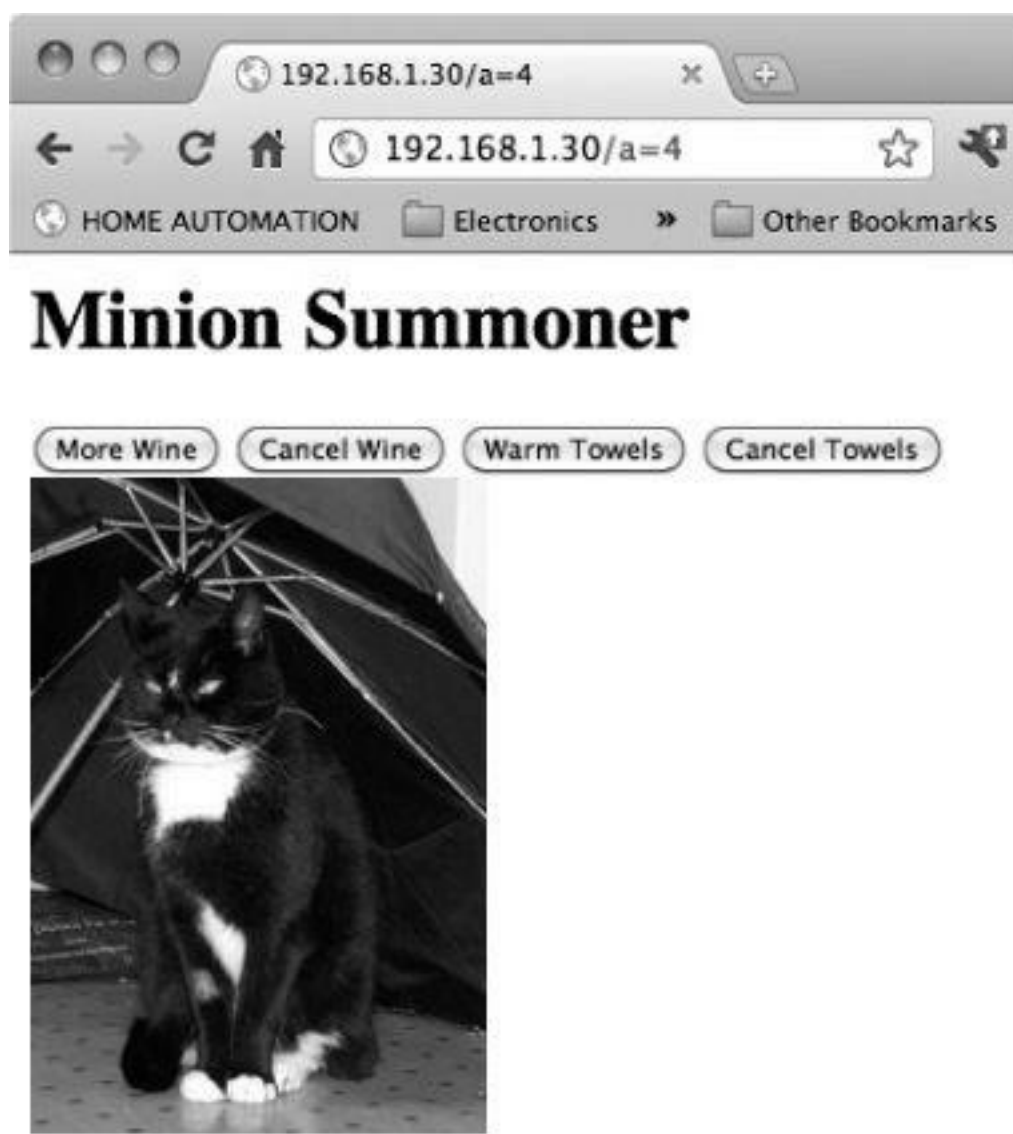 192.168.1.30/a=4
192.168.1.30/a=4
HOME AUTOMATION Electronics » Other Bookmarks
Minion Summoner
More Wine Cancel Wine Warm Towels Cancel Towels